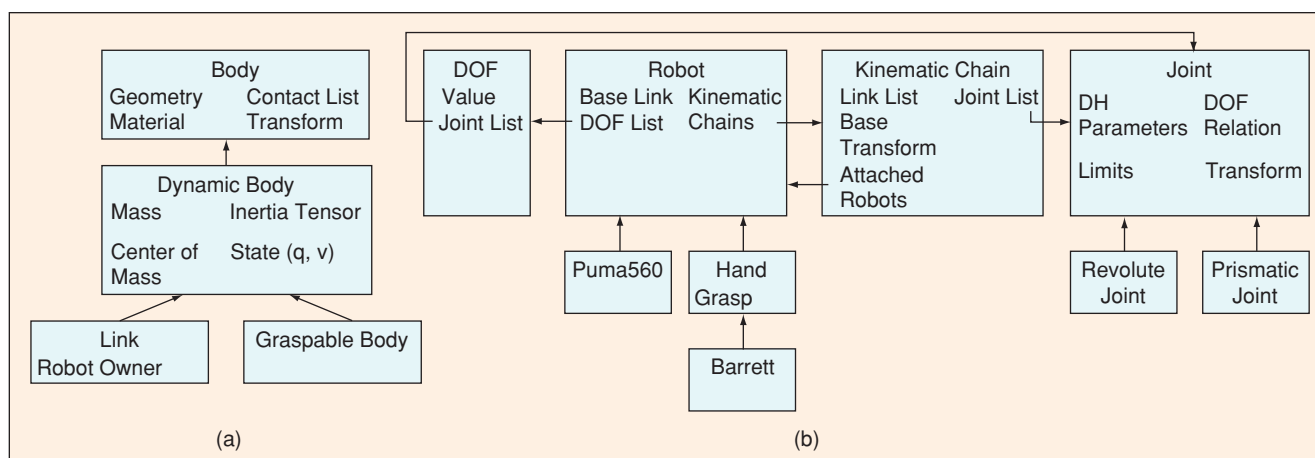 Body
Geometry Contact List
Material Transform
Dynamic Body
Mass Inertia Tensor
Center of State (q, v)
Mass
Link
Robot Owner
Graspable Body
(a)
DOF
Value
Joint List
Robot
Base Link Kinematic
DOF List Chains
Kinematic Chain
Link List Joint List
Base
Transform
Attached
Robots
Joint
DH DOF
Parameters Relation
Limits Transform
Puma560
Hand
Grasp
Barrett
Revolute
Joint
Prismatic
Joint
(b)